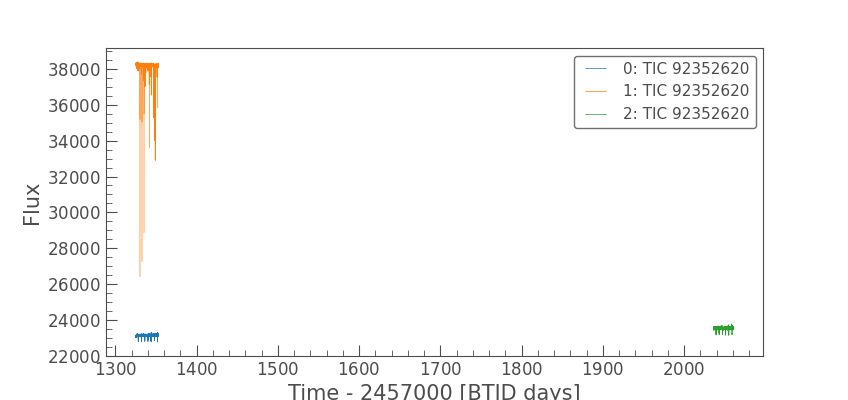 38000
36000
34000
32000
30000
28000
26000
24000
22000
Flux
0: TIC 92352620
1: TIC 92352620
2: TIC 92352620
1300 1400 1500 1600 1700 1800 1900 2000
Time - 2457000 [BTJD days]